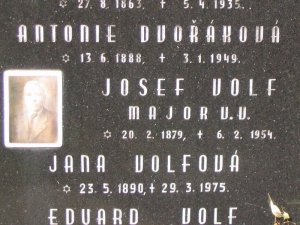 ✡ 27. 8. 1863, † 5. 4. 1935.
ANTONIE DVOŘÁKOVÁ
✡ 13. 6. 1888, † 3. 1. 1949.
JOSEF VOLF
MAJOR V. V.
✡ 20. 2. 1879, † 6. 2. 1954.
JANA VOLFOVÁ
✡ 23. 5. 1890, † 29. 3. 1975.
EDUARD VOLF